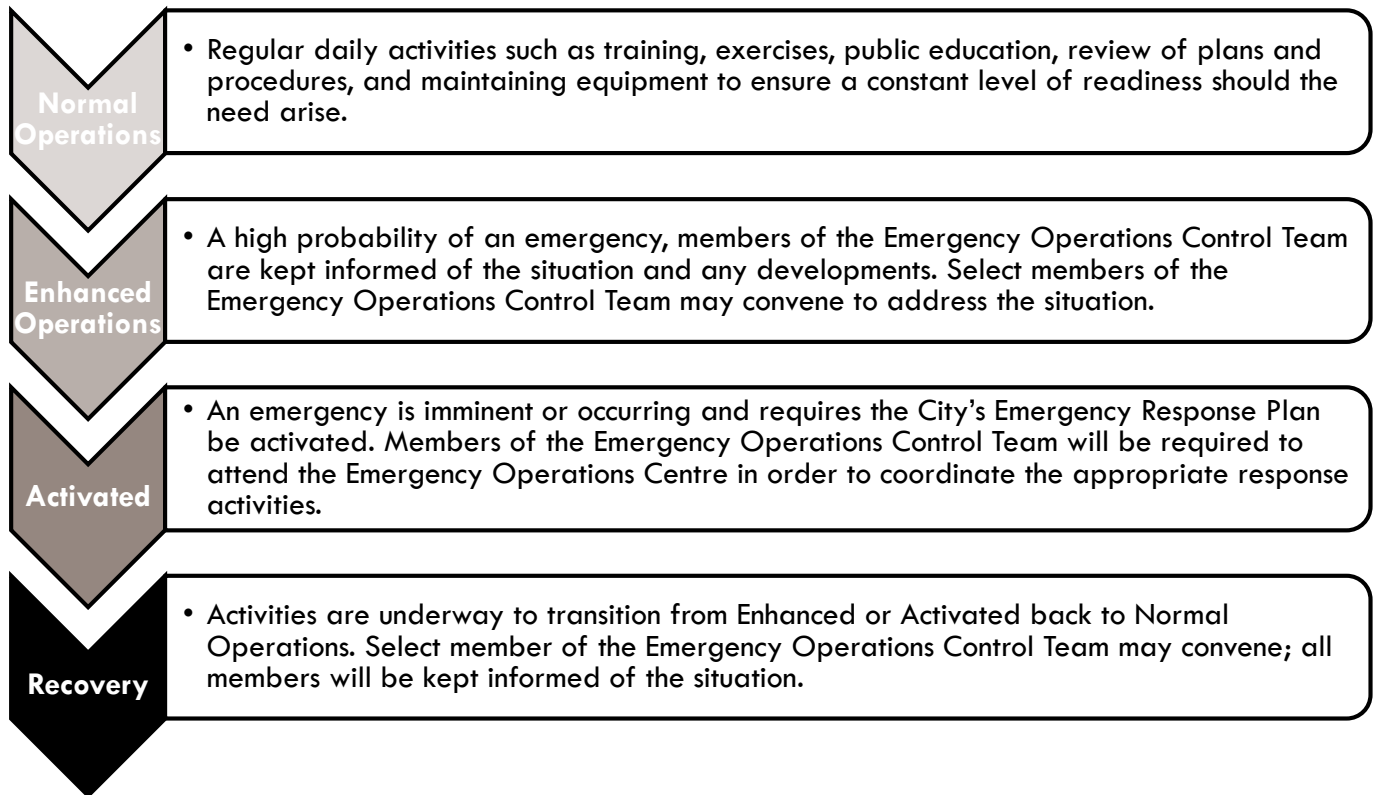 Normal
Operations
• Regular daily activities such as training, exercises, public education, review of plans and
procedures, and maintaining equipment to ensure a constant level of readiness should the
need arise.
Enhanced
Operations
• A high probability of an emergency, members of the Emergency Operations Control Team
are kept informed of the situation and any developments. Select members of the
Emergency Operations Control Team may convene to address the situation.
Activated
• An emergency is imminent or occurring and requires the City’s Emergency Response Plan
be activated. Members of the Emergency Operations Control Team will be required to
attend the Emergency Operations Centre in order to coordinate the appropriate response
activities.
Recovery
• Activities are underway to transition from Enhanced or Activated back to Normal
Operations. Select member of the Emergency Operations Control Team may convene; all
members will be kept informed of the situation.